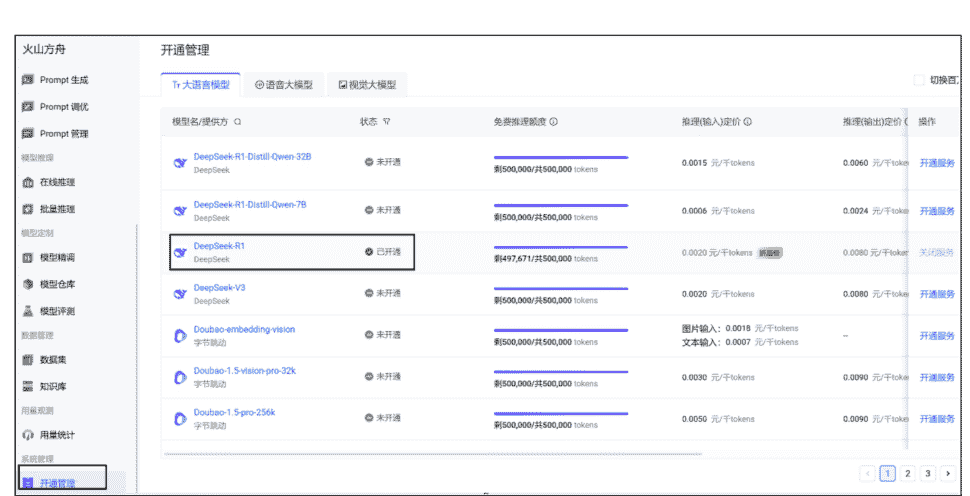 火山方舟
Prompt 生成
Prompt 调优
Prompt 管理
模型推理
在线推理
批量推理
模型定制
模型精调
模型仓库
模型评测
数据管理
数据集
知识库
用量观测
用量统计
系统管理
开通管理
开通管理
Tr 大语言模型 语音大模型 视觉大模型
模型名/提供方 状态 免费推理额度 推理(输入)定价 推理(输出)定价 操作
DeepSeek-R1-Distill-Qwen-32B
DeepSeek
未开通
剩500,000/共500,000 tokens
0.0015 元/千tokens
0.0060 元/千token
开通服务
DeepSeek-R1-Distill-Qwen-7B
DeepSeek
未开通
剩500,000/共500,000 tokens
0.0006 元/千tokens
0.0024 元/千token
开通服务
DeepSeek-R1
DeepSeek
已开通
剩497,671/共500,000 tokens
0.0020 元/千tokens
0.0080 元/千token
关闭服务
DeepSeek-V3
DeepSeek
未开通
剩500,000/共500,000 tokens
0.0020 元/千tokens
0.0080 元/千token
开通服务
Doubao-embedding-vision
字节跳动
未开通
剩500,000/共500,000 tokens
图片输入：0.0018 元/千tokens
文本输入：0.0007 元/千tokens
–
开通服务
Doubao-1.5-vision-pro-32k
字节跳动
未开通
剩500,000/共500,000 tokens
0.0030 元/千tokens
0.0090 元/千token
开通服务
Doubao-1.5-pro-256k
字节跳动
未开通
剩500,000/共500,000 tokens
0.0050 元/千tokens
0.0090 元/千token
开通服务
1 2 3